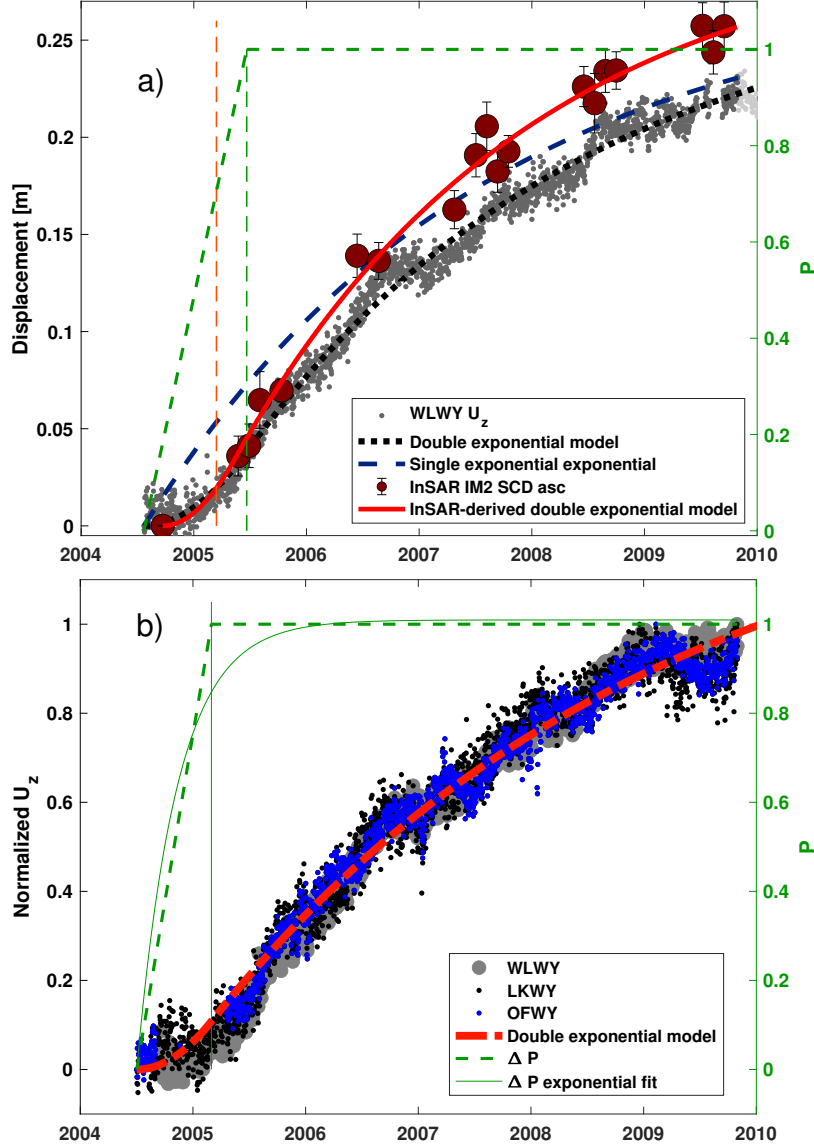 a)
0.25
0.2
0.15
0.1
0.05
0
Displacement [m]
1
0.8
0.6
0.4
0.2
0
P
WLWY U_z
Double exponential model
Single exponential exponential
InSAR IM2 SCD asc
InSAR-derived double exponential model
2004 2005 2006 2007 2008 2009 2010
b)
1
0.8
0.6
0.4
0.2
0
Normalized U_z
1
0.8
0.6
0.4
0.2
0
P
WLWY
LKWY
OFWY
Double exponential model
Δ P
Δ P exponential fit
2004 2005 2006 2007 2008 2009 2010